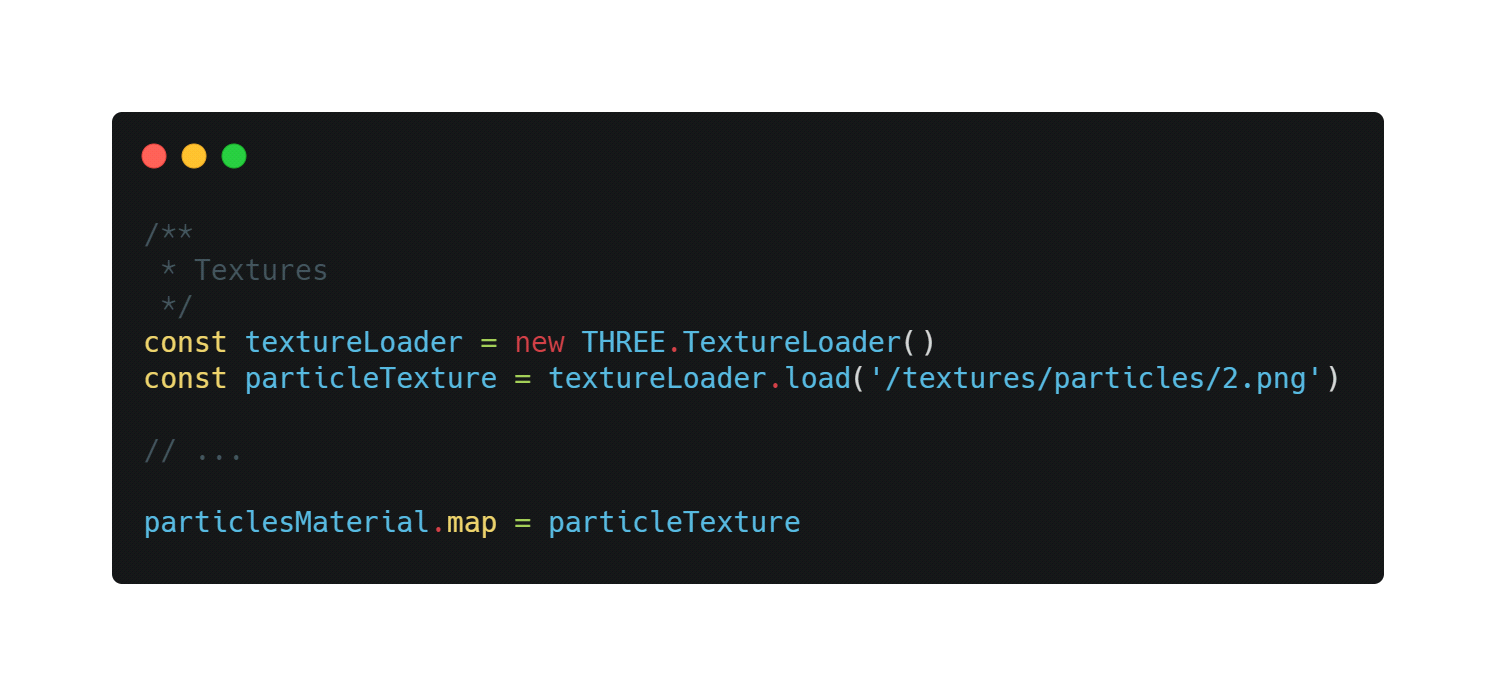 /**
 * Textures
 */
const textureLoader = new THREE.TextureLoader()
const particleTexture = textureLoader.load('/textures/particles/2.png')
// ...
particlesMaterial.map = particleTexture